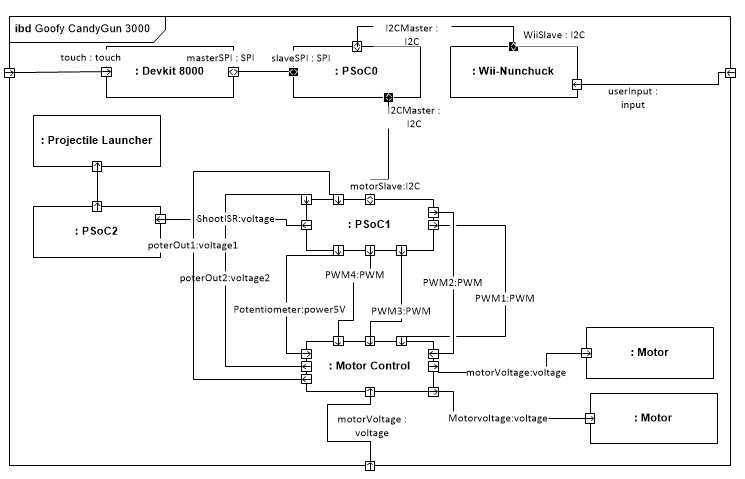 ibd Goofy CandyGun 3000
I2CMaster :
I2C
WiiSlave : I2C
touch : touch
masterSPI : SPI
slaveSPI : SPI
: Devkit 8000
: PSoC0
: Wii-Nunchuck
userInput :
input
I2CMaster :
I2C
: Projectile Launcher
motorSlave:I2C
: PSoC2
ShootISR:voltage
: PSoC1
poterOut1:voltage1
poterOut2:voltage2
PWM4:PWM
PWM2:PWM
PWM1:PWM
Potentiometer:power5V
PWM3:PWM
: Motor Control
: Motor
motorVoltage:voltage
motorVoltage :
voltage
Motorvoltage:voltage
: Motor